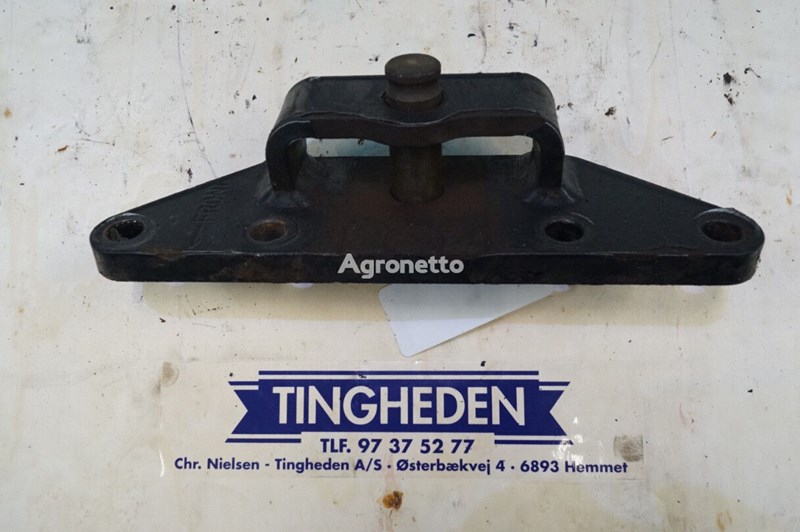 Agronetto
TINGHEDEN
TLF. 97 37 52 77
Chr. Nielsen - Tingheden A/S - Østerbækvej 4 - 6893 Hemmet